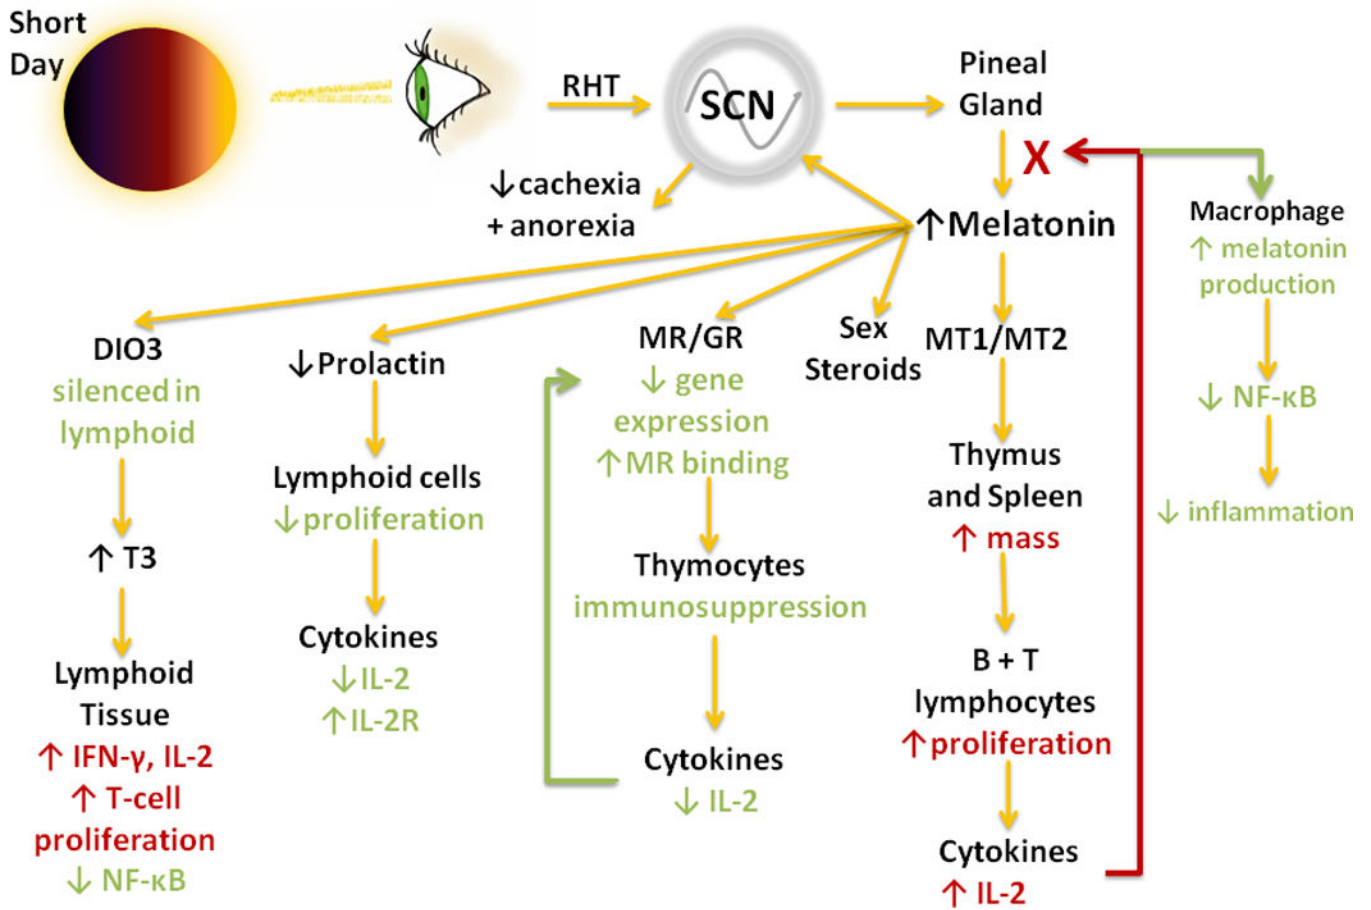 Short
Day
RHT
SCN
Pineal
Gland
X
↓cachexia
+ anorexia
↑Melatonin
Macrophage
↑ melatonin
production
↓ NF-κB
↓ inflammation
DIO3
silenced in
lymphoid
↑ T3
Lymphoid
Tissue
↑ IFN-γ, IL-2
↑ T-cell
proliferation
↓ NF-κB
↓Prolactin
Lymphoid cells
↓proliferation
Cytokines
↓IL-2
↑IL-2R
MR/GR
↓ gene
expression
↑MR binding
Thymocytes
immunosuppression
Cytokines
↓ IL-2
Sex
Steroids
MT1/MT2
Thymus
and Spleen
↑ mass
B + T
lymphocytes
↑proliferation
Cytokines
↑ IL-2